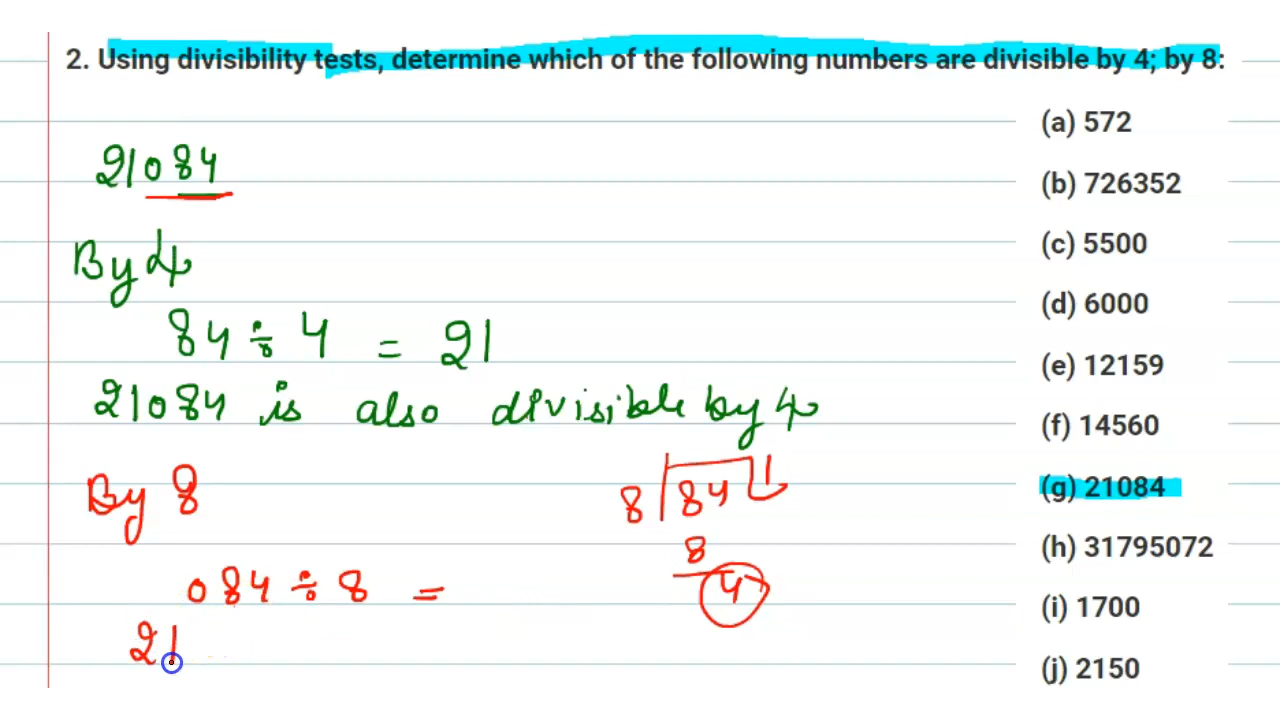 2. Using divisibility tests, determine which of the following numbers are divisible by 4; by 8:
21084
By 4
84 ÷ 4 = 21
21084 is also divisible by 4
By 8
084 ÷ 8 =
21
8 84 1
8
4
(a) 572
(b) 726352
(c) 5500
(d) 6000
(e) 12159
(f) 14560
(g) 21084
(h) 31795072
(i) 1700
(j) 2150